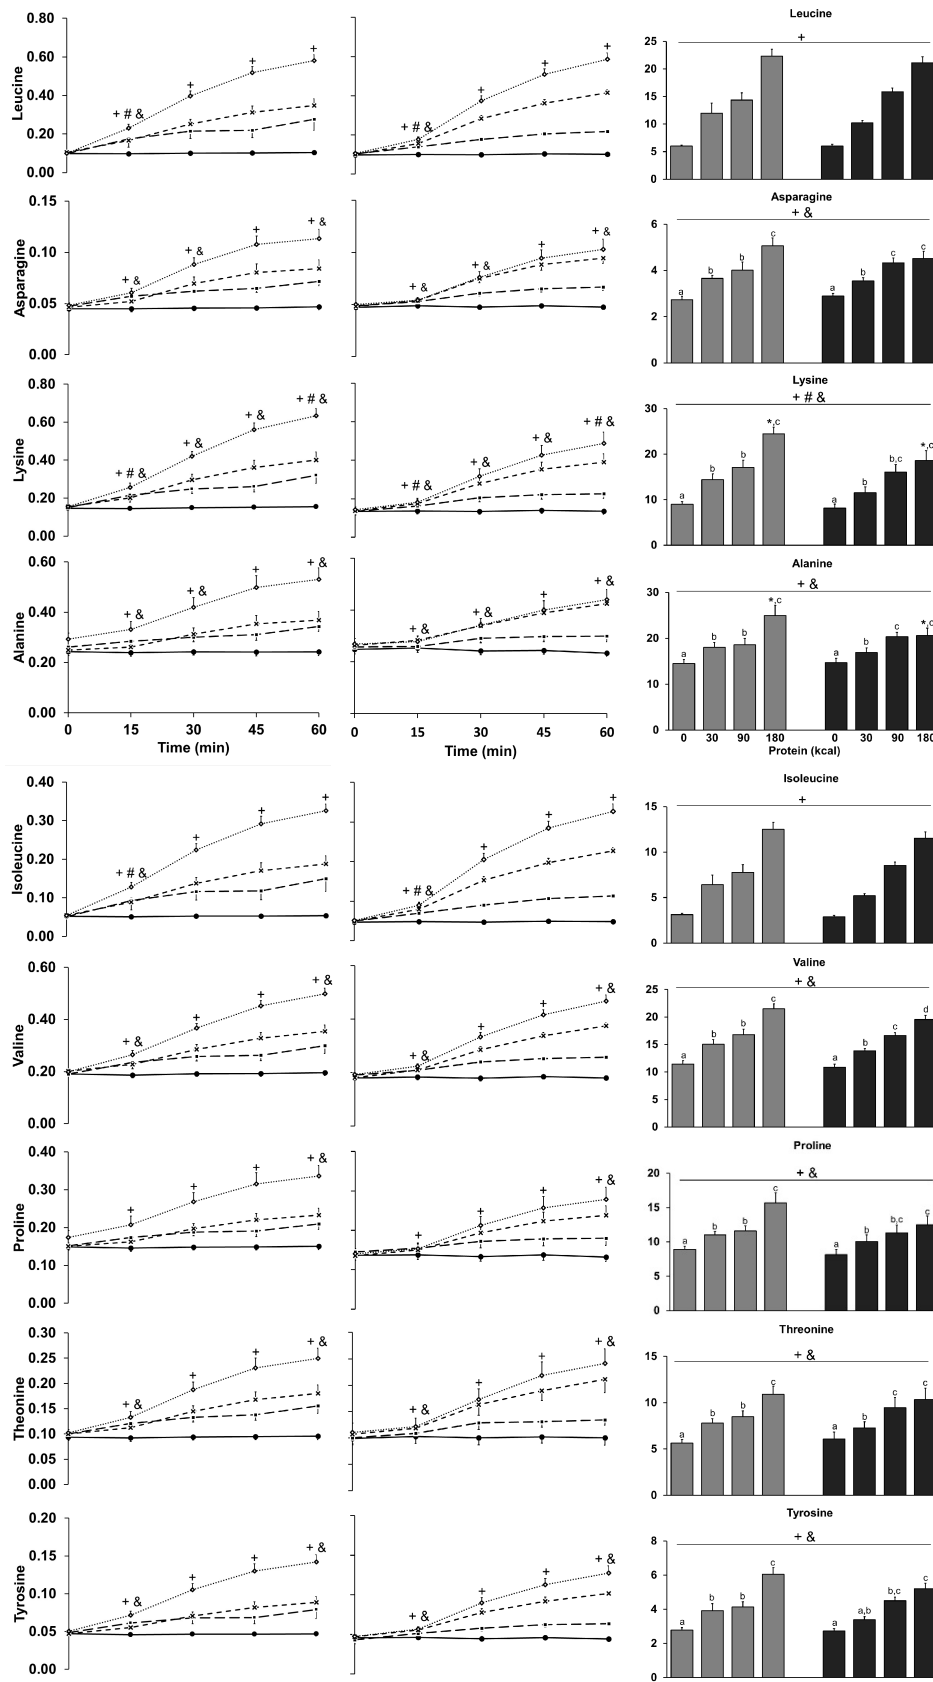 Leucine
0.80
0.60
0.40
0.20
0.00
+ # &
+
+
+
+ # &
+
+
+
Leucine
+
25
20
15
10
5
0
Asparagine
0.15
0.10
0.05
0.00
+ &
+ &
+
+ &
+ &
+ &
+
+ &
Asparagine
+ &
6
4
2
0
a
b
b
c
a
b
c
c
Lysine
0.80
0.60
0.40
0.20
0.00
+ # &
+ &
+ &
+ # &
+ # &
+ &
+ &
+ # &
Lysine
+ # &
30
20
10
0
a
b
b
*,c
a
b
b,c
*,c
Alanine
0.60
0.40
0.20
0.00
+ &
+ &
+
+ &
+ &
+ &
+
+ &
0 15 30 45 60
Time (min)
0 15 30 45 60
Time (min)
Alanine
+ &
30
20
10
0
a
b
b
*,c
a
b
c
*,c
0 30 90 180 0 30 90 180
Protein (kcal)
Isoleucine
0.40
0.30
0.20
0.10
0.00
+ # &
+
+
+
+ # &
+
+
+
Isoleucine
+
15
10
5
0
Valine
0.60
0.40
0.20
0.00
+ &
+
+
+ &
+ &
+
+
+ &
Valine
+ &
25
20
15
10
5
0
a
b
b
c
a
b
c
d
Proline
0.40
0.30
0.20
0.10
0.00
+
+
+
+ &
+
+
+
+ &
Proline
+ &
20
15
10
5
0
a
b
b
c
a
b
b,c
c
Theonine
0.30
0.25
0.20
0.15
0.10
0.05
0.00
+ &
+
+
+ &
+ &
+
+
+ &
Threonine
+ &
15
10
5
0
a
b
b
c
a
b
c
c
Tyrosine
0.20
0.15
0.10
0.05
0.00
+ &
+
+
+ &
+ &
+
+
+ &
Tyrosine
+ &
8
6
4
2
0
a
b
b
c
a
a,b
b,c
c